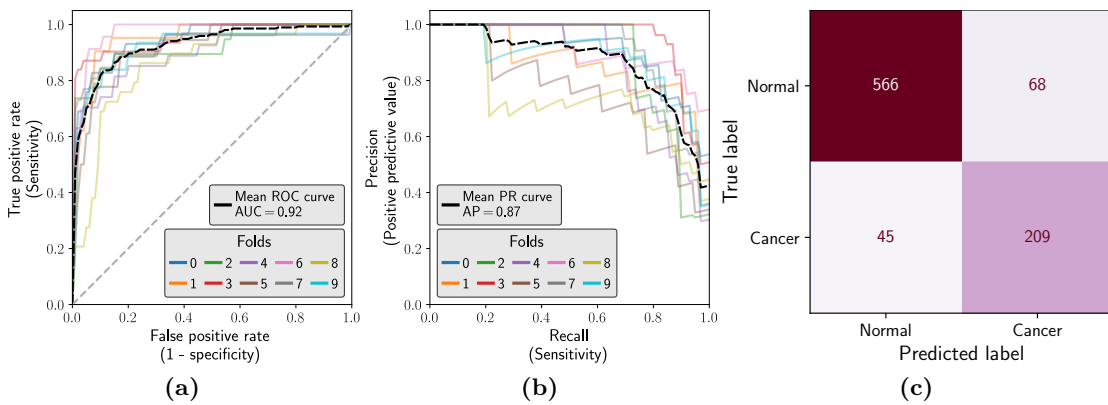 1.0
0.8
0.6
0.4
0.2
0.0
True positive rate
(Sensitivity)
Mean ROC curve
AUC = 0.92
Folds
0 2 4 6 8
1 3 5 7 9
0.0 0.2 0.4 0.6 0.8 1.0
False positive rate
(1 - specificity)
(a)
1.0
0.8
0.6
0.4
0.2
0.0
Precision
(Positive predictive value)
Mean PR curve
AP = 0.87
Folds
0 2 4 6 8
1 3 5 7 9
0.0 0.2 0.4 0.6 0.8 1.0
Recall
(Sensitivity)
(b)
True label
Normal 566 68
Cancer 45 209
Normal Cancer
Predicted label
(c)